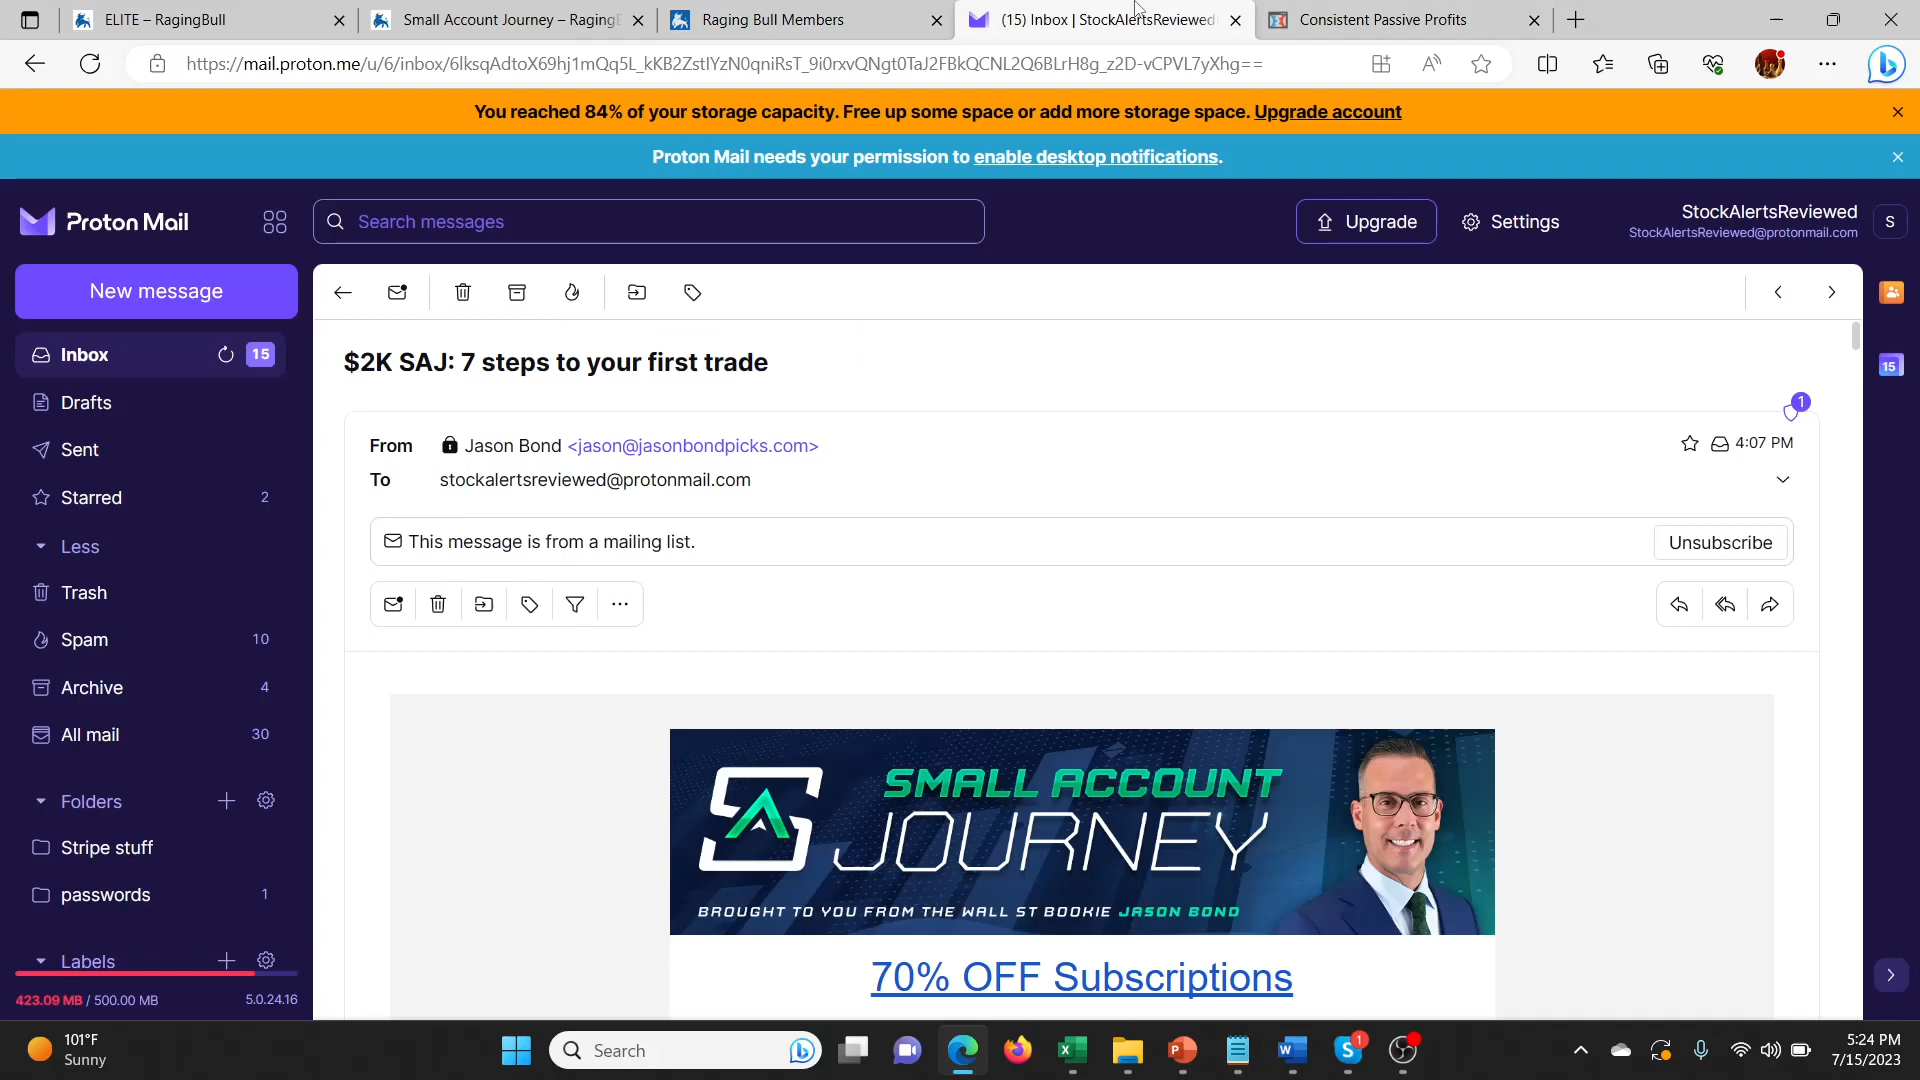 ELITE – RagingBull
Small Account Journey – RagingB
Raging Bull Members
(15) Inbox | StockAlertsReviewed
Consistent Passive Profits
https://mail.proton.me/u/6/inbox/6lksqAdtoX69hj1mQq5L_kKB2ZstIYzN0qniRsT_9i0rxvQNgt0TaJ2FBkQCNL2Q6BLrH8g_z2D-vCPVL7yXhg==
You reached 84% of your storage capacity. Free up some space or add more storage space. Upgrade account
Proton Mail needs your permission to enable desktop notifications.
Proton Mail
Search messages
Upgrade
Settings
StockAlertsReviewed
StockAlertsReviewed@protonmail.com
S
New message
Inbox 15
Drafts
Sent
Starred 2
Less
Trash
Spam 10
Archive 4
All mail 30
Folders
Stripe stuff
passwords 1
Labels
423.09 MB / 500.00 MB 5.0.24.16
$2K SAJ: 7 steps to your first trade
1
From Jason Bond <jason@jasonbondpicks.com> 4:07 PM
To stockalertsreviewed@protonmail.com
This message is from a mailing list. Unsubscribe
SMALL ACCOUNT
JOURNEY
BROUGHT TO YOU FROM THE WALL ST BOOKIE JASON BOND
70% OFF Subscriptions
15
101°F
Sunny
Search
1
5:24 PM
7/15/2023